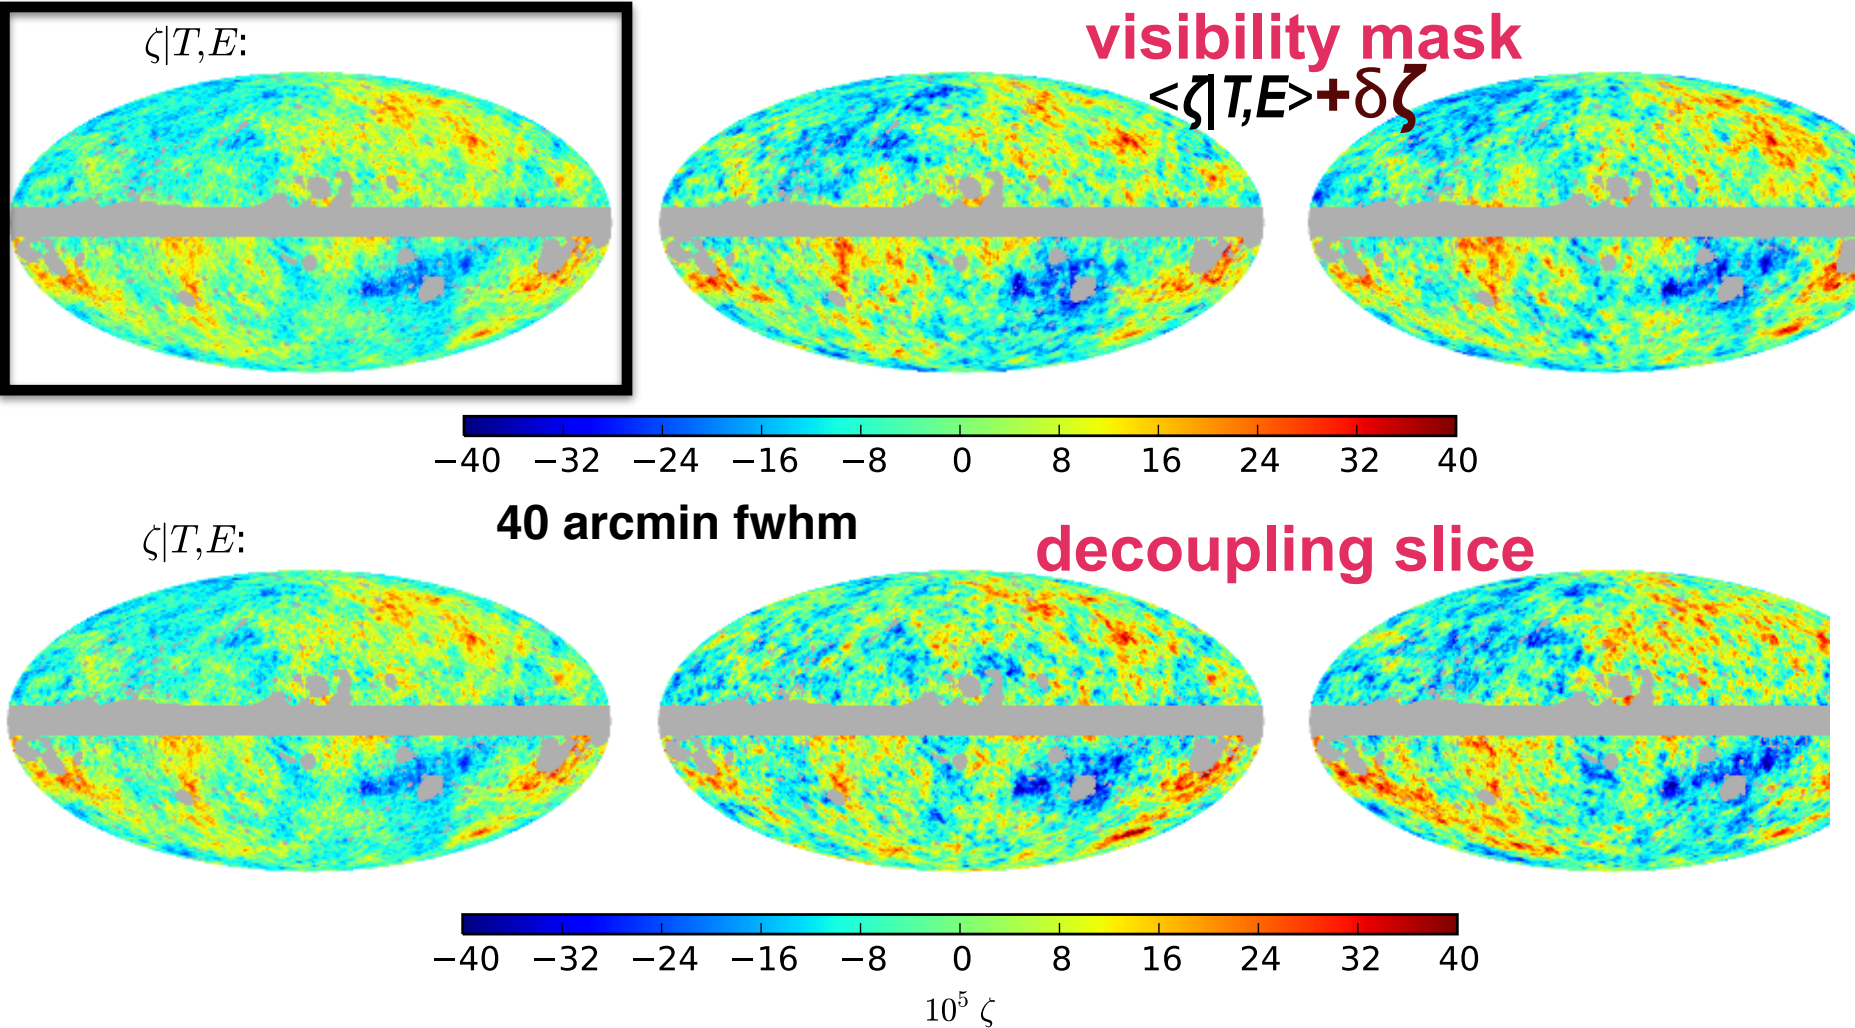 ζ|T,E:
visibility mask
<ζ|T,E>+δζ
−40 −32 −24 −16 −8 0 8 16 24 32 40
40 arcmin fwhm
ζ|T,E:
decoupling slice
−40 −32 −24 −16 −8 0 8 16 24 32 40
10⁵ ζ